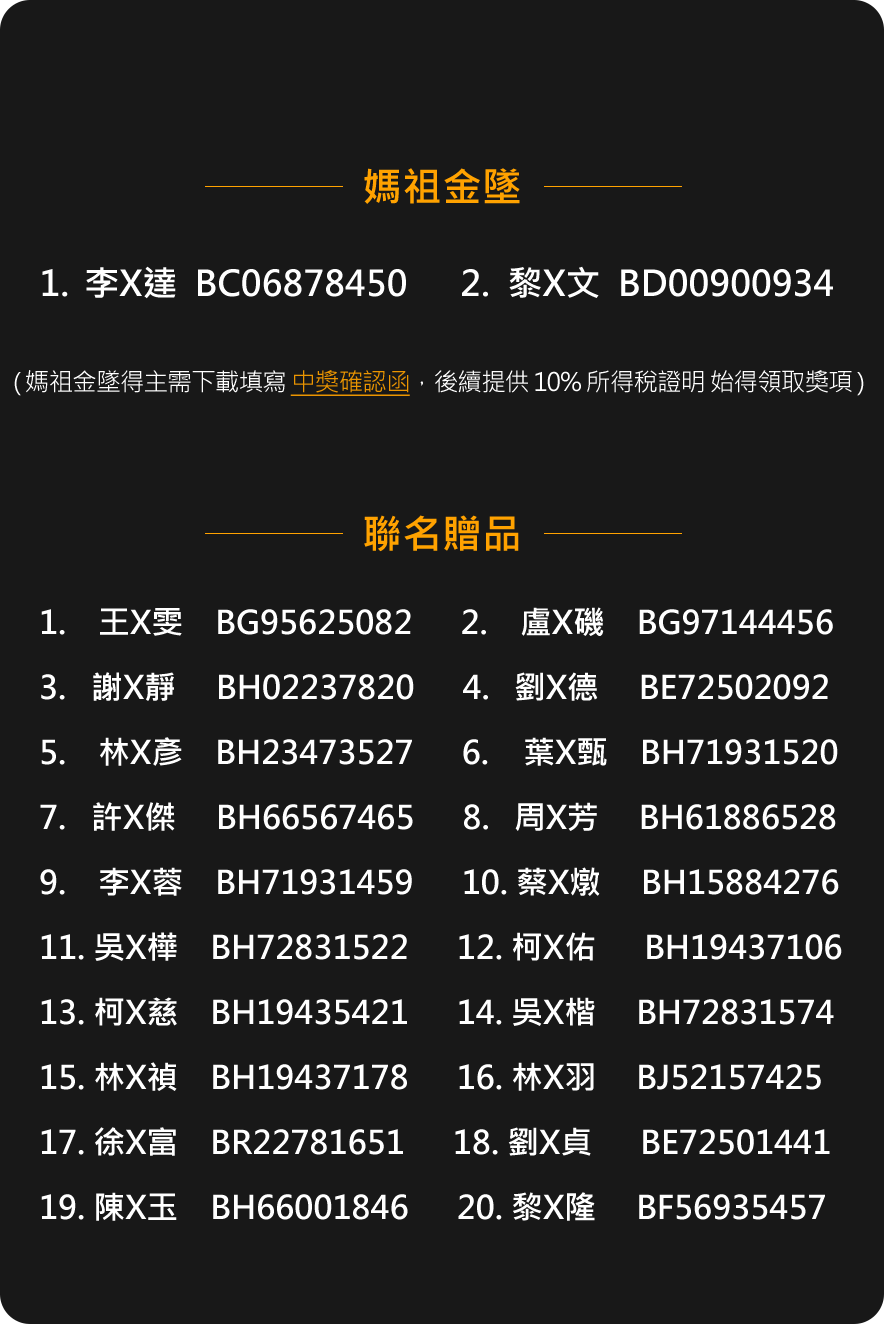 媽祖金墜
1. 李X達 BC06878450 2. 黎X文 BD00900934
(媽祖金墜得主需下載填寫 中獎確認函，後續提供 10% 所得稅證明 始得領取獎項)
聯名贈品
1. 王X雯 BG95625082 2. 盧X磯 BG97144456
3. 謝X靜 BH02237820 4. 劉X德 BE72502092
5. 林X彥 BH23473527 6. 葉X甄 BH71931520
7. 許X傑 BH66567465 8. 周X芳 BH61886528
9. 李X蓉 BH71931459 10. 蔡X燉 BH15884276
11. 吳X樺 BH72831522 12. 柯X佑 BH19437106
13. 柯X慈 BH19435421 14. 吳X楷 BH72831574
15. 林X禎 BH19437178 16. 林X羽 BJ52157425
17. 徐X富 BR22781651 18. 劉X貞 BE72501441
19. 陳X玉 BH66001846 20. 黎X隆 BF56935457